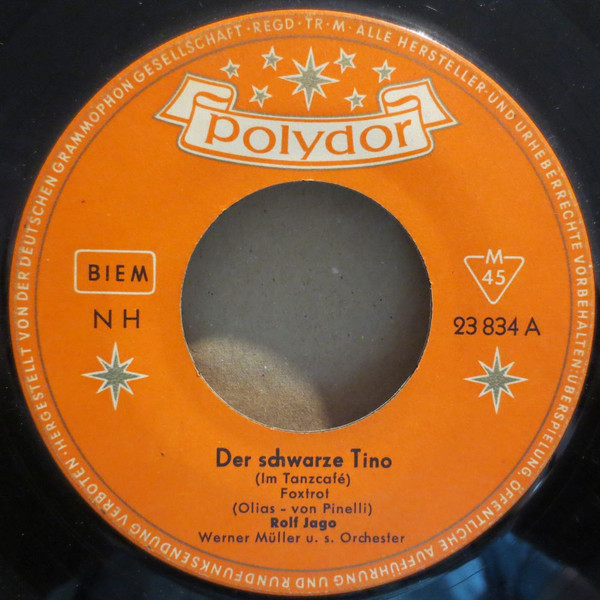 HERGESTELLT VON DER DEUTSCHEN GRAMMOPHON GESELLSCHAFT · REGD · TR · M · ALLE HERSTELLER- UND URHEBERRECHTE VORBEHALTEN: ÜBERSPIELUNG, ÖFFENTLICHE AUFFÜHRUNG UND RUNDFUNKSENDUNG VERBOTEN ·
polydor
BIEM
M
45
NH
23 834 A
Der schwarze Tino
(Im Tanzcafé)
Foxtrot
(Olias - von Pinelli)
Rolf Jago
Werner Müller u. s. Orchester